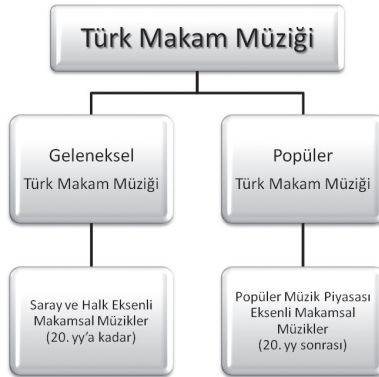 Türk Makam Müziği
Geleneksel
Türk Makam Müziği
Popüler
Türk Makam Müziği
Saray ve Halk Eksenli
Makamsal Müzikler
(20. yy'a kadar)
Popüler Müzik Piyasası
Eksenli Makamsal
Müzikler
(20. yy sonrası)